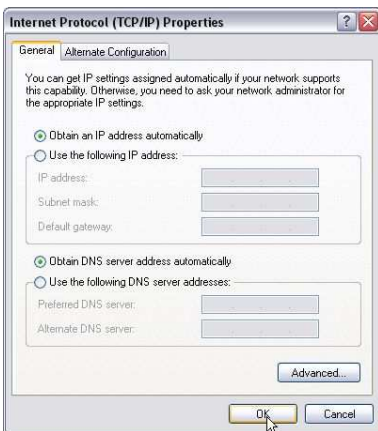 Internet Protocol (TCP/IP) Properties
General
Alternate Configuration
You can get IP settings assigned automatically if your network supports
this capability. Otherwise, you need to ask your network administrator for
the appropriate IP settings.
Obtain an IP address automatically
Use the following IP address:
IP address:
Subnet mask:
Default gateway:
Obtain DNS server address automatically
Use the following DNS server addresses:
Preferred DNS server:
Alternate DNS server:
Advanced...
OK
Cancel